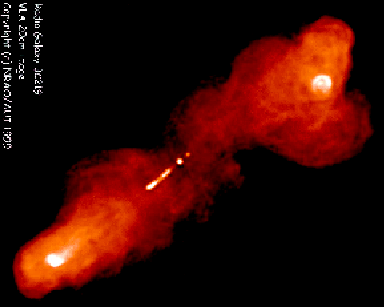 Radio Galaxy 3C219
VLA 20cm image
Copyright (c) NRAO/AUI